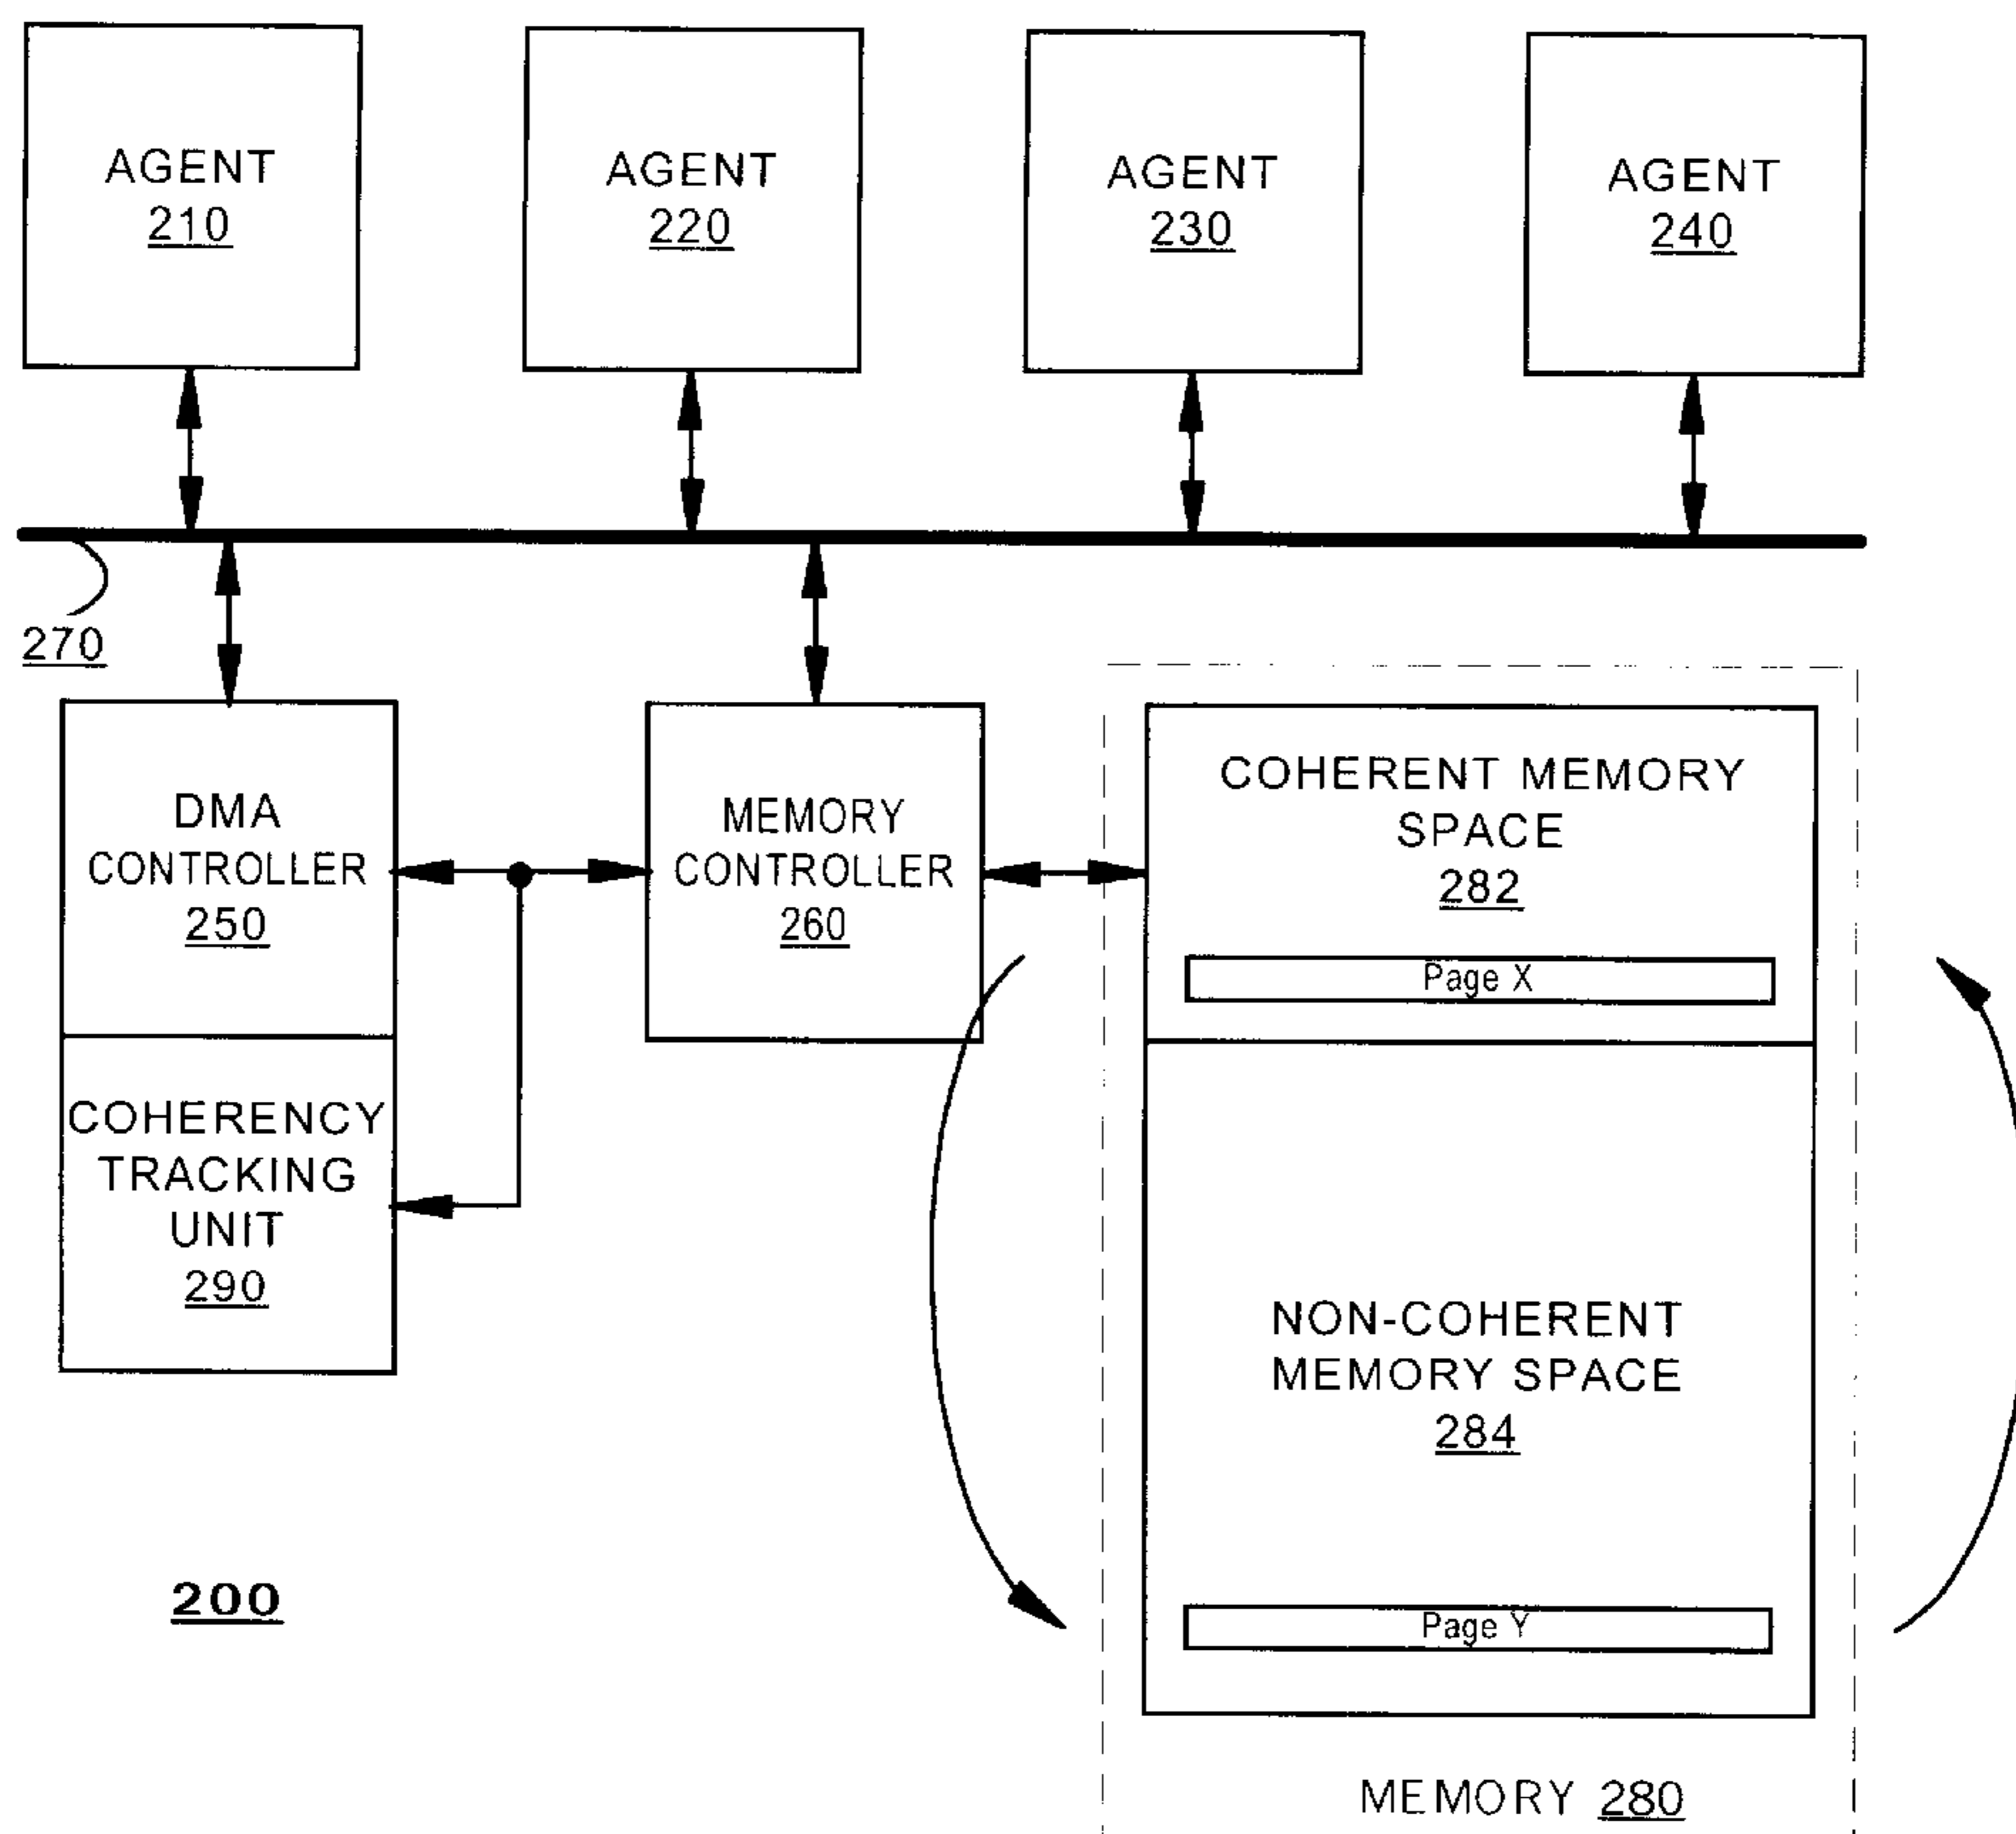 AGENT
210
AGENT
220
AGENT
230
AGENT
240
270
DMA
CONTROLLER
250
MEMORY
CONTROLLER
260
COHERENT MEMORY
SPACE
282
Page X
COHERENCY
TRACKING
UNIT
290
NON-COHERENT
MEMORY SPACE
284
Page Y
200
MEMORY 280